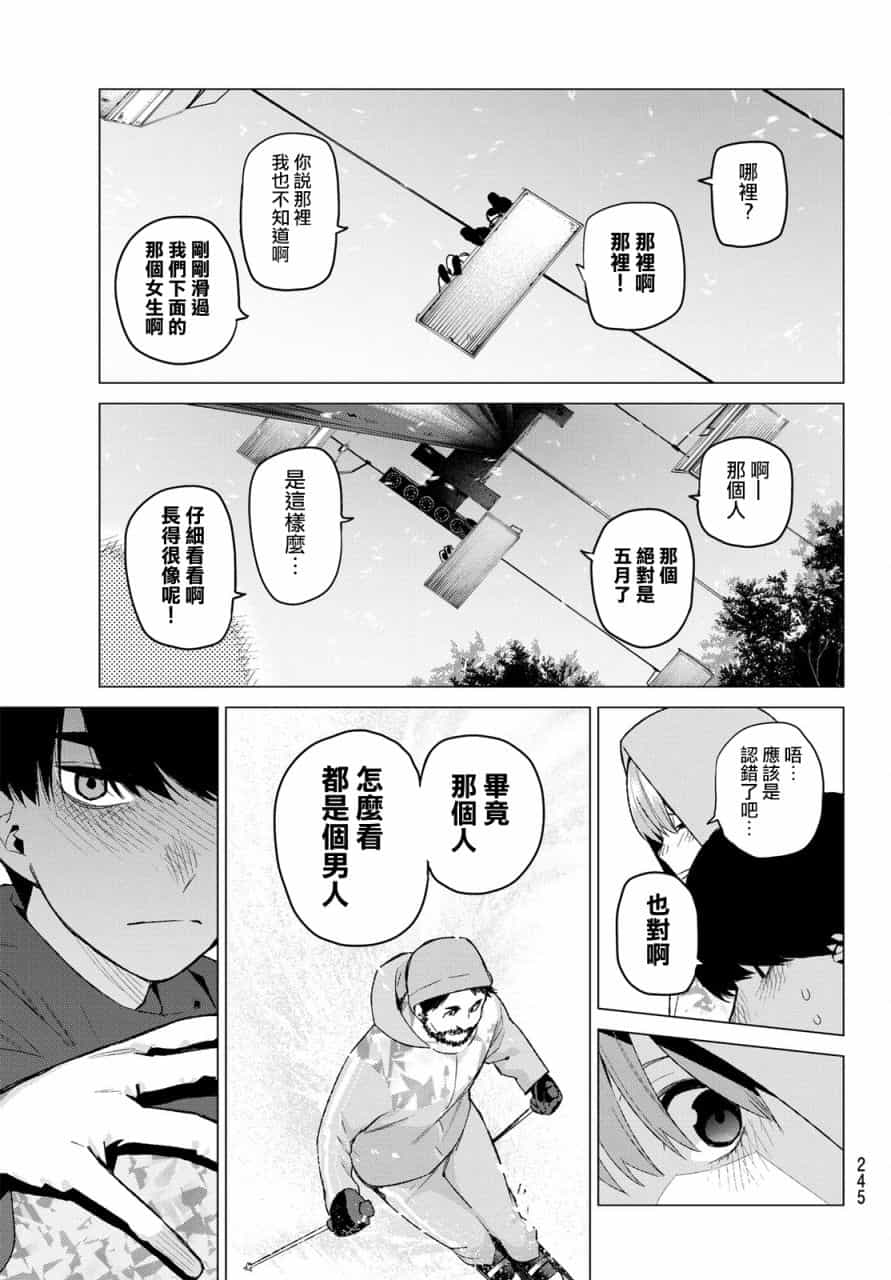 哪裡？
那裡啊
那裡！
你說那裡
我也不知道啊
剛剛滑過
我們下面的
那個女生啊
啊—
那個人
那個
絕對是
五月了
是這樣麼…
仔細看看啊
長得很像呢！
唔…
應該是
認錯了吧…
也對啊
畢竟
那個人
怎麼看
都是個男人
245